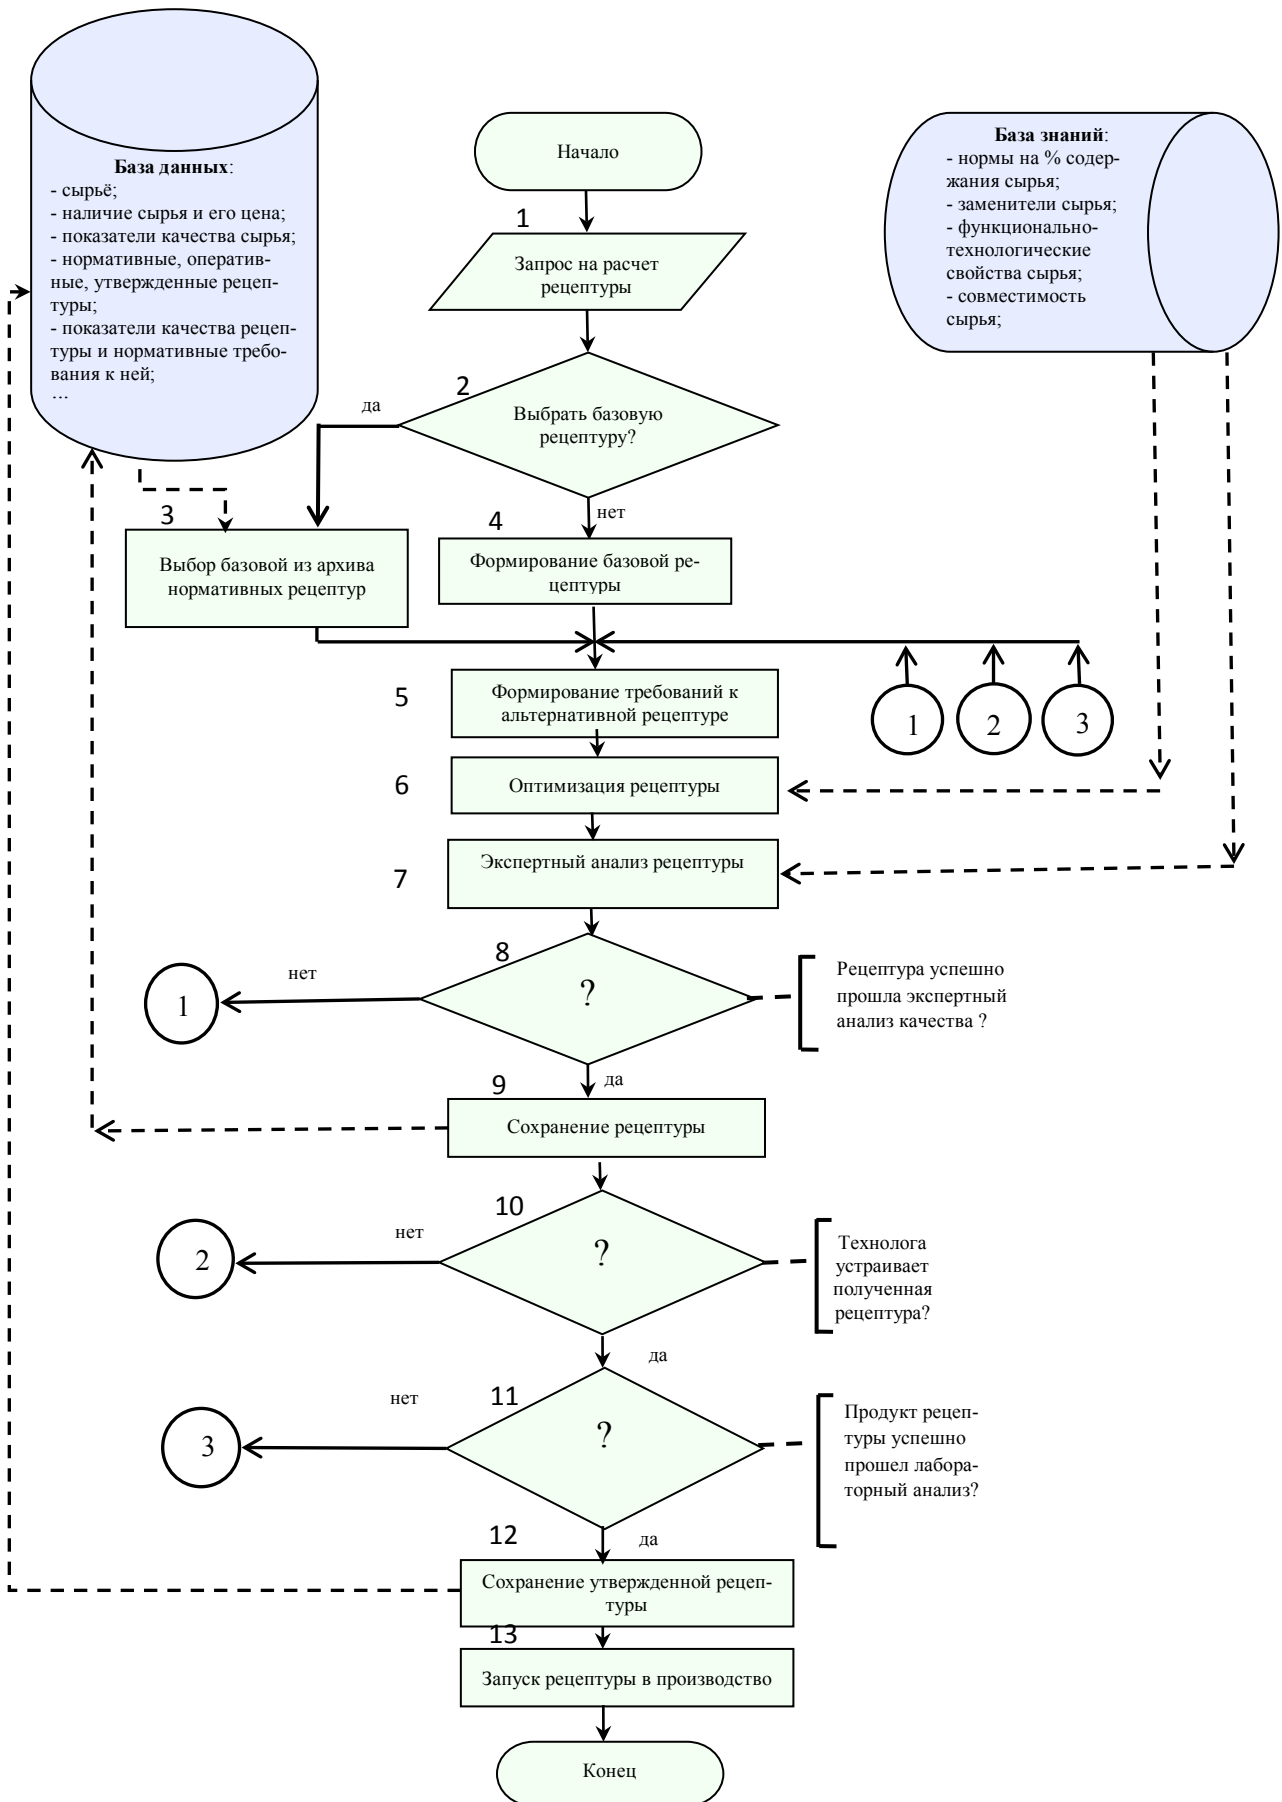 База данных:
- сырьё;
- наличие сырья и его цена;
- показатели качества сырья;
- нормативные, оператив-
ные, утвержденные рецеп-
туры;
- показатели качества рецеп-
туры и нормативные требо-
вания к ней;
...
Начало
База знаний:
- нормы на % содер-
жания сырья;
- заменители сырья;
- функционально-
технологические
свойства сырья;
- совместимость
сырья;
1
Запрос на расчет
рецептуры
2
Выбрать базовую
рецептуру?
да
нет
3
Выбор базовой из архива
нормативных рецептур
4
Формирование базовой ре-
цептуры
5
Формирование требований к
альтернативной рецептуре
1
2
3
6
Оптимизация рецептуры
7
Экспертный анализ рецептуры
8
?
нет
1
Рецептура успешно
прошла экспертный
анализ качества ?
да
9
Сохранение рецептуры
10
?
нет
2
Технолога
устраивает
полученная
рецептура?
да
11
?
нет
3
Продукт рецеп-
туры успешно
прошел лабора-
торный анализ?
да
12
Сохранение утвержденной рецеп-
туры
13
Запуск рецептуры в производство
Конец